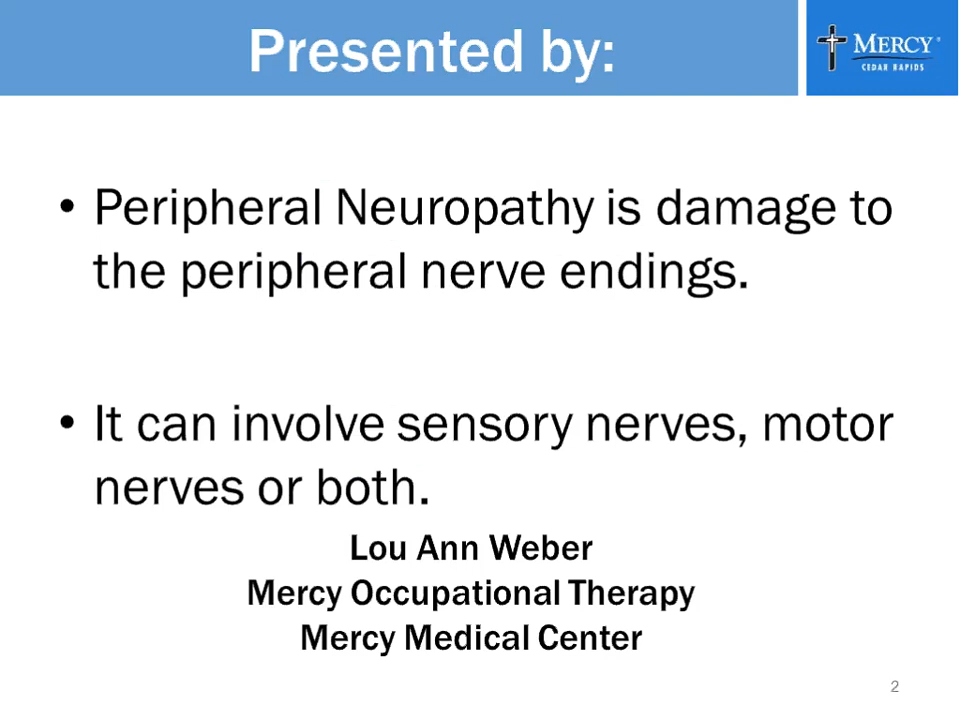 Presented by:
MERCY®
CEDAR RAPIDS
• Peripheral Neuropathy is damage to
the peripheral nerve endings.
• It can involve sensory nerves, motor
nerves or both.
Lou Ann Weber
Mercy Occupational Therapy
Mercy Medical Center
2